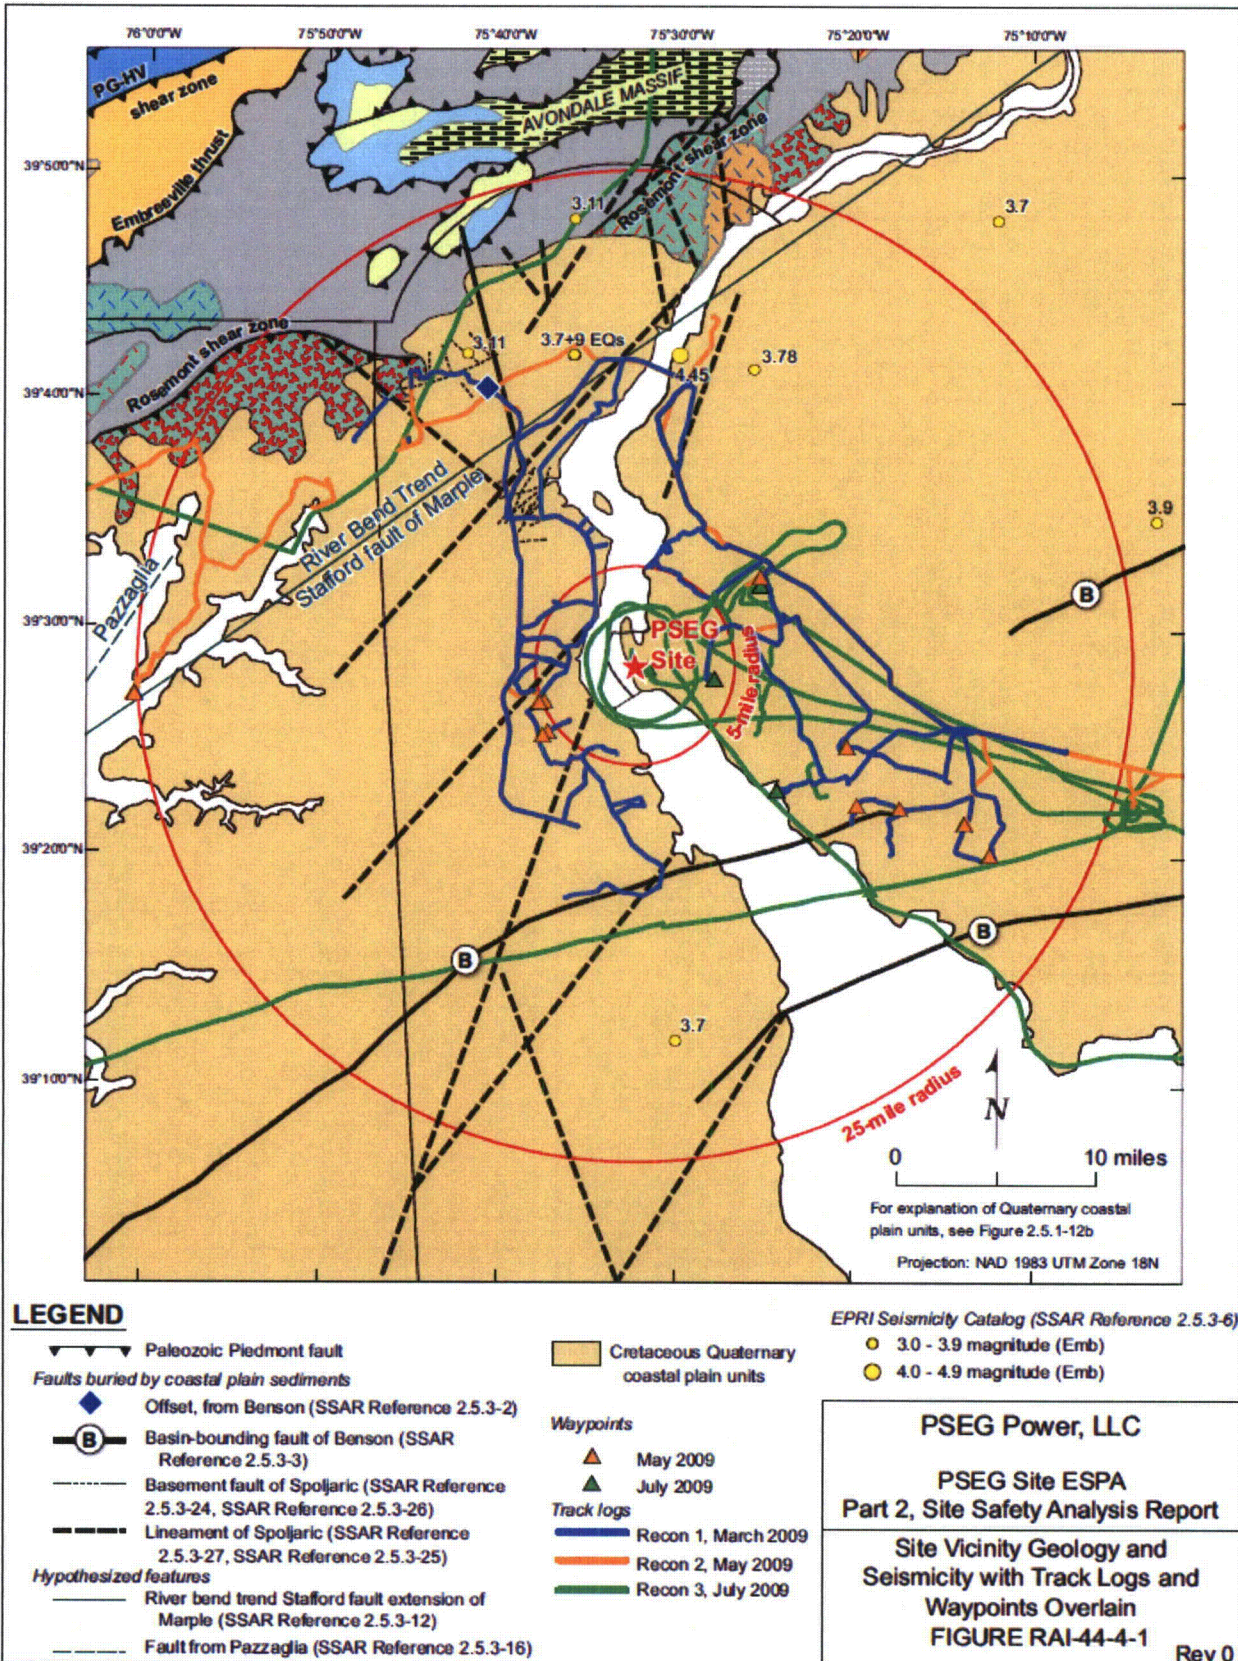 76°0'0"W 75°50'0"W 75°40'0"W 75°30'0"W 75°20'0"W 75°10'0"W
PG-HV
shear zone
AVONDALE MASSIF
Embreeville thrust
Rosemont shear zone
39°50'0"N
3.11
3.7
Rosemont shear zone
3.11
3.7+9 EQs
4.45
3.78
39°40'0"N
River Bend Trend
Stafford fault of Marple
3.9
Pazzaglia
B
39°30'0"N
PSEG
Site
5-mile radius
39°20'0"N
B
B
3.7
39°10'0"N
25-mile radius
N
0 10 miles
For explanation of Quaternary coastal
plain units, see Figure 2.5.1-12b
Projection: NAD 1983 UTM Zone 18N
LEGEND
Paleozoic Piedmont fault
Faults buried by coastal plain sediments
Offset, from Benson (SSAR Reference 2.5.3-2)
B
Basin-bounding fault of Benson (SSAR
Reference 2.5.3-3)
Basement fault of Spoljaric (SSAR Reference
2.5.3-24, SSAR Reference 2.5.3-26)
Lineament of Spoljaric (SSAR Reference
2.5.3-27, SSAR Reference 2.5.3-25)
Hypothesized features
River bend trend Stafford fault extension of
Marple (SSAR Reference 2.5.3-12)
Fault from Pazzaglia (SSAR Reference 2.5.3-16)
Cretaceous Quaternary
coastal plain units
Waypoints
May 2009
July 2009
Track logs
Recon 1, March 2009
Recon 2, May 2009
Recon 3, July 2009
EPRI Seismicity Catalog (SSAR Reference 2.5.3-6)
3.0 - 3.9 magnitude (Emb)
4.0 - 4.9 magnitude (Emb)
PSEG Power, LLC
PSEG Site ESPA
Part 2, Site Safety Analysis Report
Site Vicinity Geology and
Seismicity with Track Logs and
Waypoints Overlain
FIGURE RAI-44-4-1
Rev 0